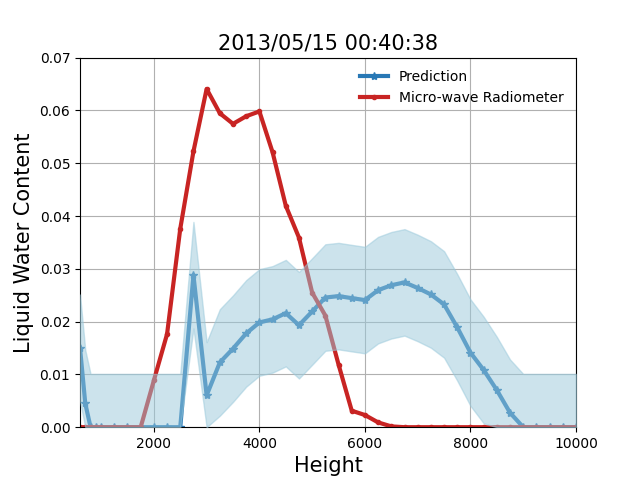 2013/05/15 00:40:38
Prediction
Micro-wave Radiometer
Liquid Water Content
0.07
0.06
0.05
0.04
0.03
0.02
0.01
0.00
2000 4000 6000 8000 10000
Height